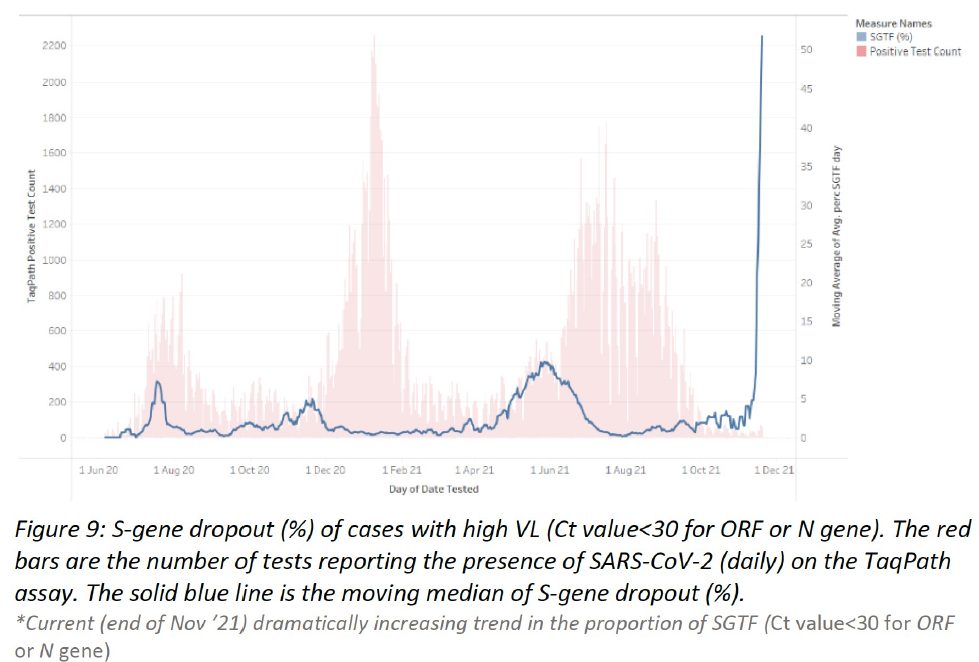 Measure Names
SGTF (%)
Positive Test Count
2200
2000
1800
1600
1400
1200
1000
800
600
400
200
0
TaqPath Positive Test Count
50
45
40
35
30
25
20
15
10
5
0
Moving Average of Avg. perc SGTF day
1 Jun 20 1 Aug 20 1 Oct 20 1 Dec 20 1 Feb 21 1 Apr 21 1 Jun 21 1 Aug 21 1 Oct 21 1 Dec 21
Day of Date Tested
Figure 9: S-gene dropout (%) of cases with high VL (Ct value<30 for ORF or N gene). The red
bars are the number of tests reporting the presence of SARS-CoV-2 (daily) on the TaqPath
assay. The solid blue line is the moving median of S-gene dropout (%).
*Current (end of Nov ’21) dramatically increasing trend in the proportion of SGTF (Ct value<30 for ORF
or N gene)